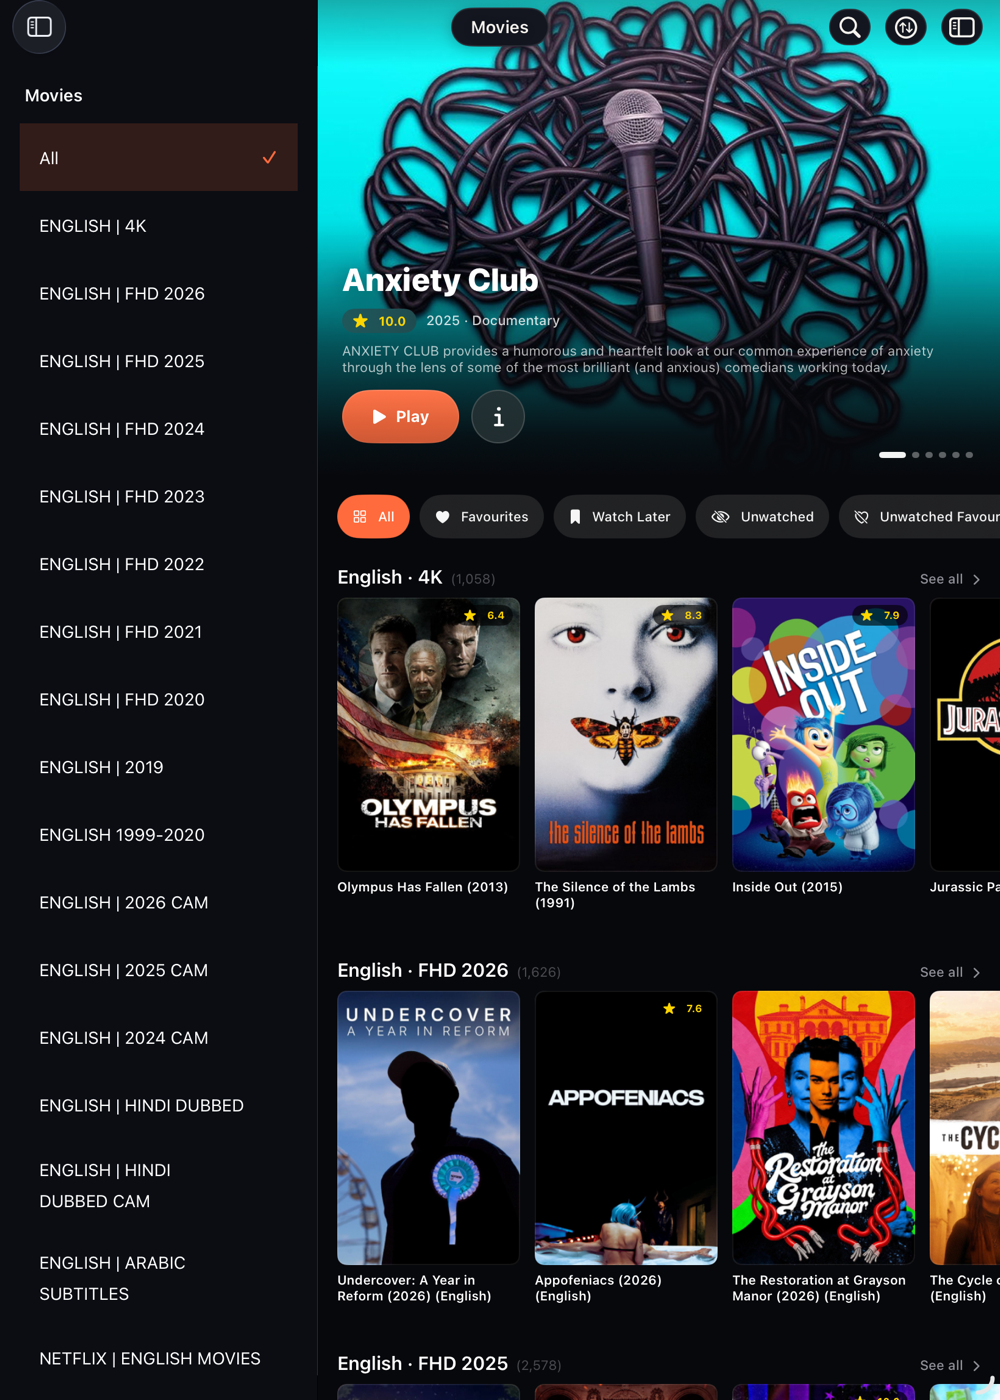 Movies
All
ENGLISH | 4K
ENGLISH | FHD 2026
ENGLISH | FHD 2025
ENGLISH | FHD 2024
ENGLISH | FHD 2023
ENGLISH | FHD 2022
ENGLISH | FHD 2021
ENGLISH | FHD 2020
ENGLISH | 2019
ENGLISH 1999-2020
ENGLISH | 2026 CAM
ENGLISH | 2025 CAM
ENGLISH | 2024 CAM
ENGLISH | HINDI DUBBED
ENGLISH | HINDI
DUBBED CAM
ENGLISH | ARABIC
SUBTITLES
NETFLIX | ENGLISH MOVIES
Movies
Anxiety Club
10.0 2025 · Documentary
ANXIETY CLUB provides a humorous and heartfelt look at our common experience of anxiety
through the lens of some of the most brilliant (and anxious) comedians working today.
Play
All Favourites Watch Later Unwatched Unwatched Favour
English · 4K (1,058) See all
6.4
OLYMPUS
HAS FALLEN
Olympus Has Fallen (2013)
8.3
the silence of the lambs
The Silence of the Lambs
(1991)
7.9
INSIDE
OUT
Inside Out (2015)
JURAS
Jurassic Pa
English · FHD 2026 (1,626) See all
UNDERCOVER
A YEAR IN REFORM
Undercover: A Year in
Reform (2026) (English)
7.6
APPOFENIACS
Appofeniacs (2026)
(English)
the
Restoration
at
Grayson
Manor
The Restoration at Grayson
Manor (2026) (English)
THE CYC
The Cycle o
(English)
English · FHD 2025 (2,578) See all